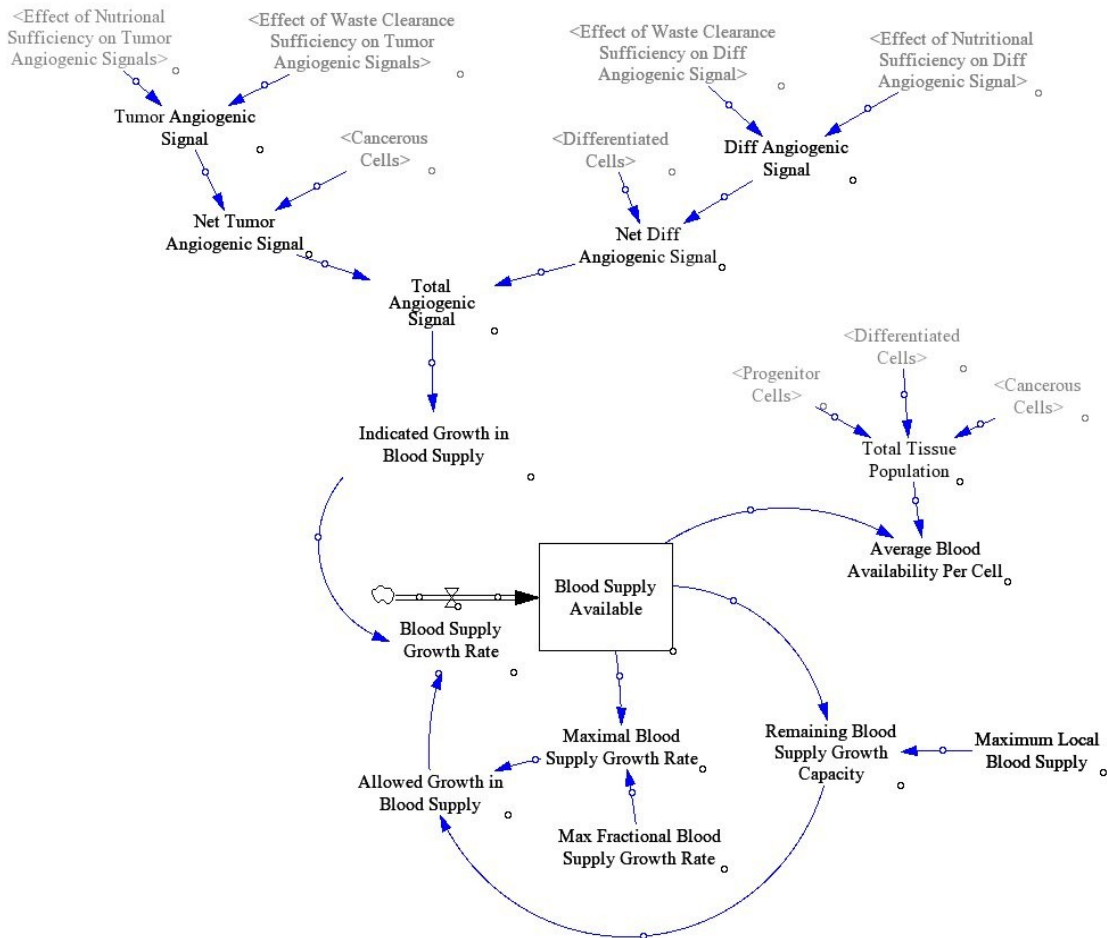 <Effect of Nutrional
Sufficiency on Tumor
Angiogenic Signals>
<Effect of Waste Clearance
Sufficiency on Tumor
Angiogenic Signals>
<Effect of Waste Clearance
Sufficiency on Diff
Angiogenic Signal>
<Effect of Nutritional
Sufficiency on Diff
Angiogenic Signal>
Tumor Angiogenic
Signal
<Cancerous
Cells>
<Differentiated
Cells>
Diff Angiogenic
Signal
Net Tumor
Angiogenic Signal
Net Diff
Angiogenic Signal
Total
Angiogenic
Signal
<Differentiated
Cells>
<Progenitor
Cells>
<Cancerous
Cells>
Indicated Growth in
Blood Supply
Total Tissue
Population
Average Blood
Availability Per Cell
Blood Supply
Available
Blood Supply
Growth Rate
Maximal Blood
Supply Growth Rate
Remaining Blood
Supply Growth
Capacity
Maximum Local
Blood Supply
Allowed Growth in
Blood Supply
Max Fractional Blood
Supply Growth Rate